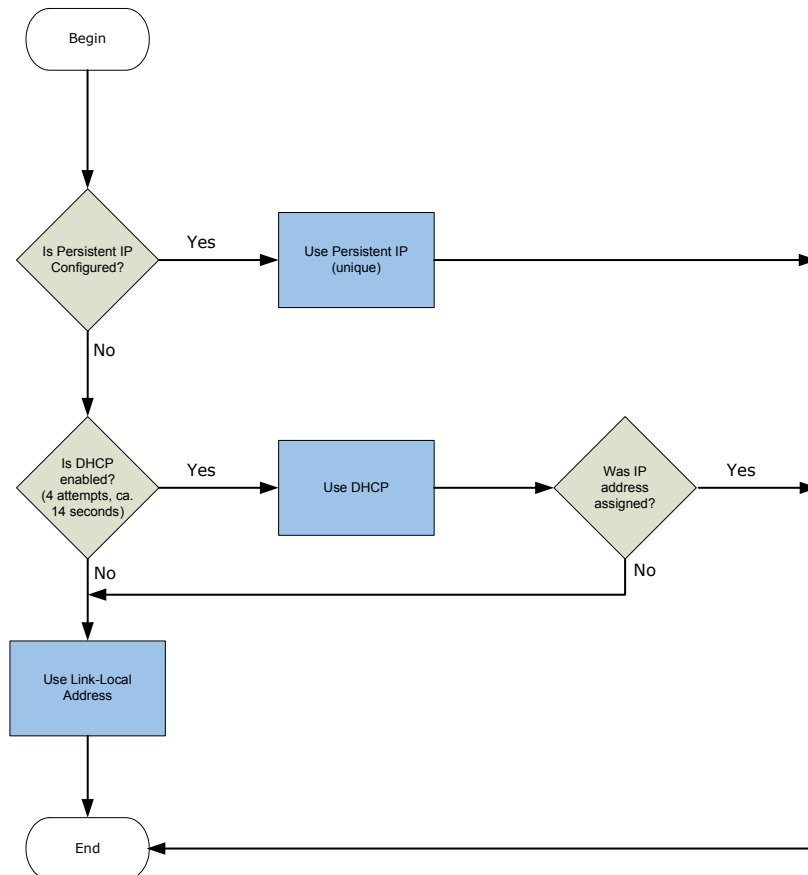 Begin
Is Persistent IP
Configured?
Yes
Use Persistent IP
(unique)
No
Is DHCP
enabled?
(4 attempts, ca.
14 seconds)
Yes
Use DHCP
Was IP
address
assigned?
Yes
No
No
Use Link-Local
Address
End